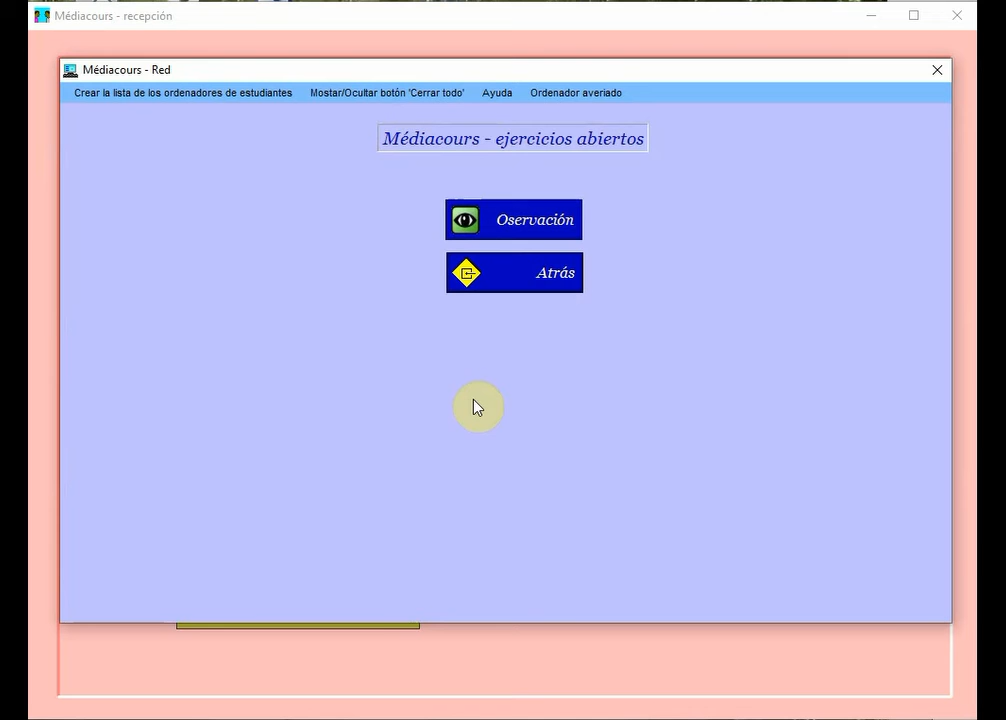 Médiacours - recepción
Médiacours - Red
Crear la lista de los ordenadores de estudiantes Mostar/Ocultar botón 'Cerrar todo' Ayuda Ordenador averiado
Médiacours - ejercicios abiertos
Oservación
Atrás